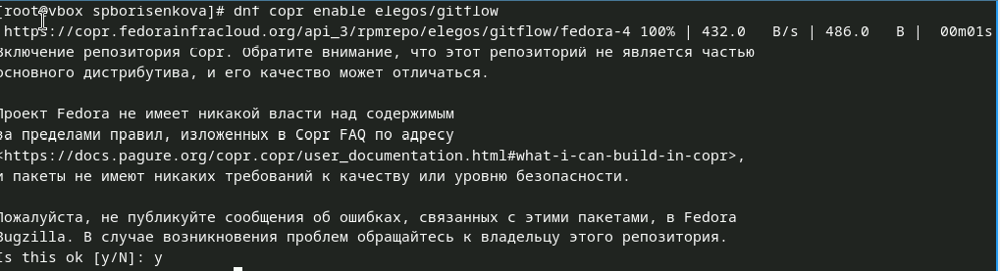 [root@vbox spborisenkova]# dnf copr enable elegos/gitflow
https://copr.fedorainfracloud.org/api_3/rpmrepo/elegos/gitflow/fedora-4 100% | 432.0   B/s | 486.0   B |  00m01s
Включение репозитория Copr. Обратите внимание, что этот репозиторий не является частью
основного дистрибутива, и его качество может отличаться.
Проект Fedora не имеет никакой власти над содержимым
за пределами правил, изложенных в Copr FAQ по адресу
<https://docs.pagure.org/copr.copr/user_documentation.html#what-i-can-build-in-copr>,
и пакеты не имеют никаких требований к качеству или уровню безопасности.
Пожалуйста, не публикуйте сообщения об ошибках, связанных с этими пакетами, в Fedora
Bugzilla. В случае возникновения проблем обращайтесь к владельцу этого репозитория.
Is this ok [y/N]: y